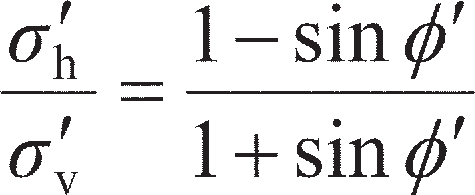 σ′h / σ′v = (1 − sin ϕ′) / (1 + sin ϕ′)